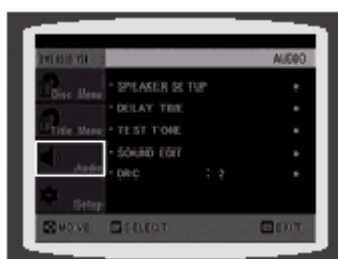 AUDIO
Disc Menu
• SPEAKER SETUP
• DELAY TIME
Title Menu
• TEST TONE
• SOUND EDIT
Audio
• DRC : 2
Setup
MOVE SELECT EXIT